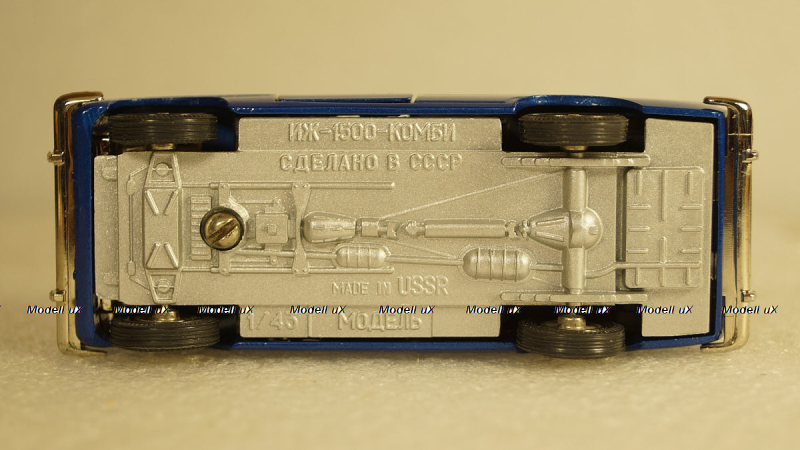 ИЖ-1500-КОМБИ
СДЕЛАНО В СССР
MADE IN USSR
Modell uX Modell uX Modell uX Modell uX Modell uX Modell uX Modell uX Modell uX Modell uX
1/43 МОДЕЛЬ